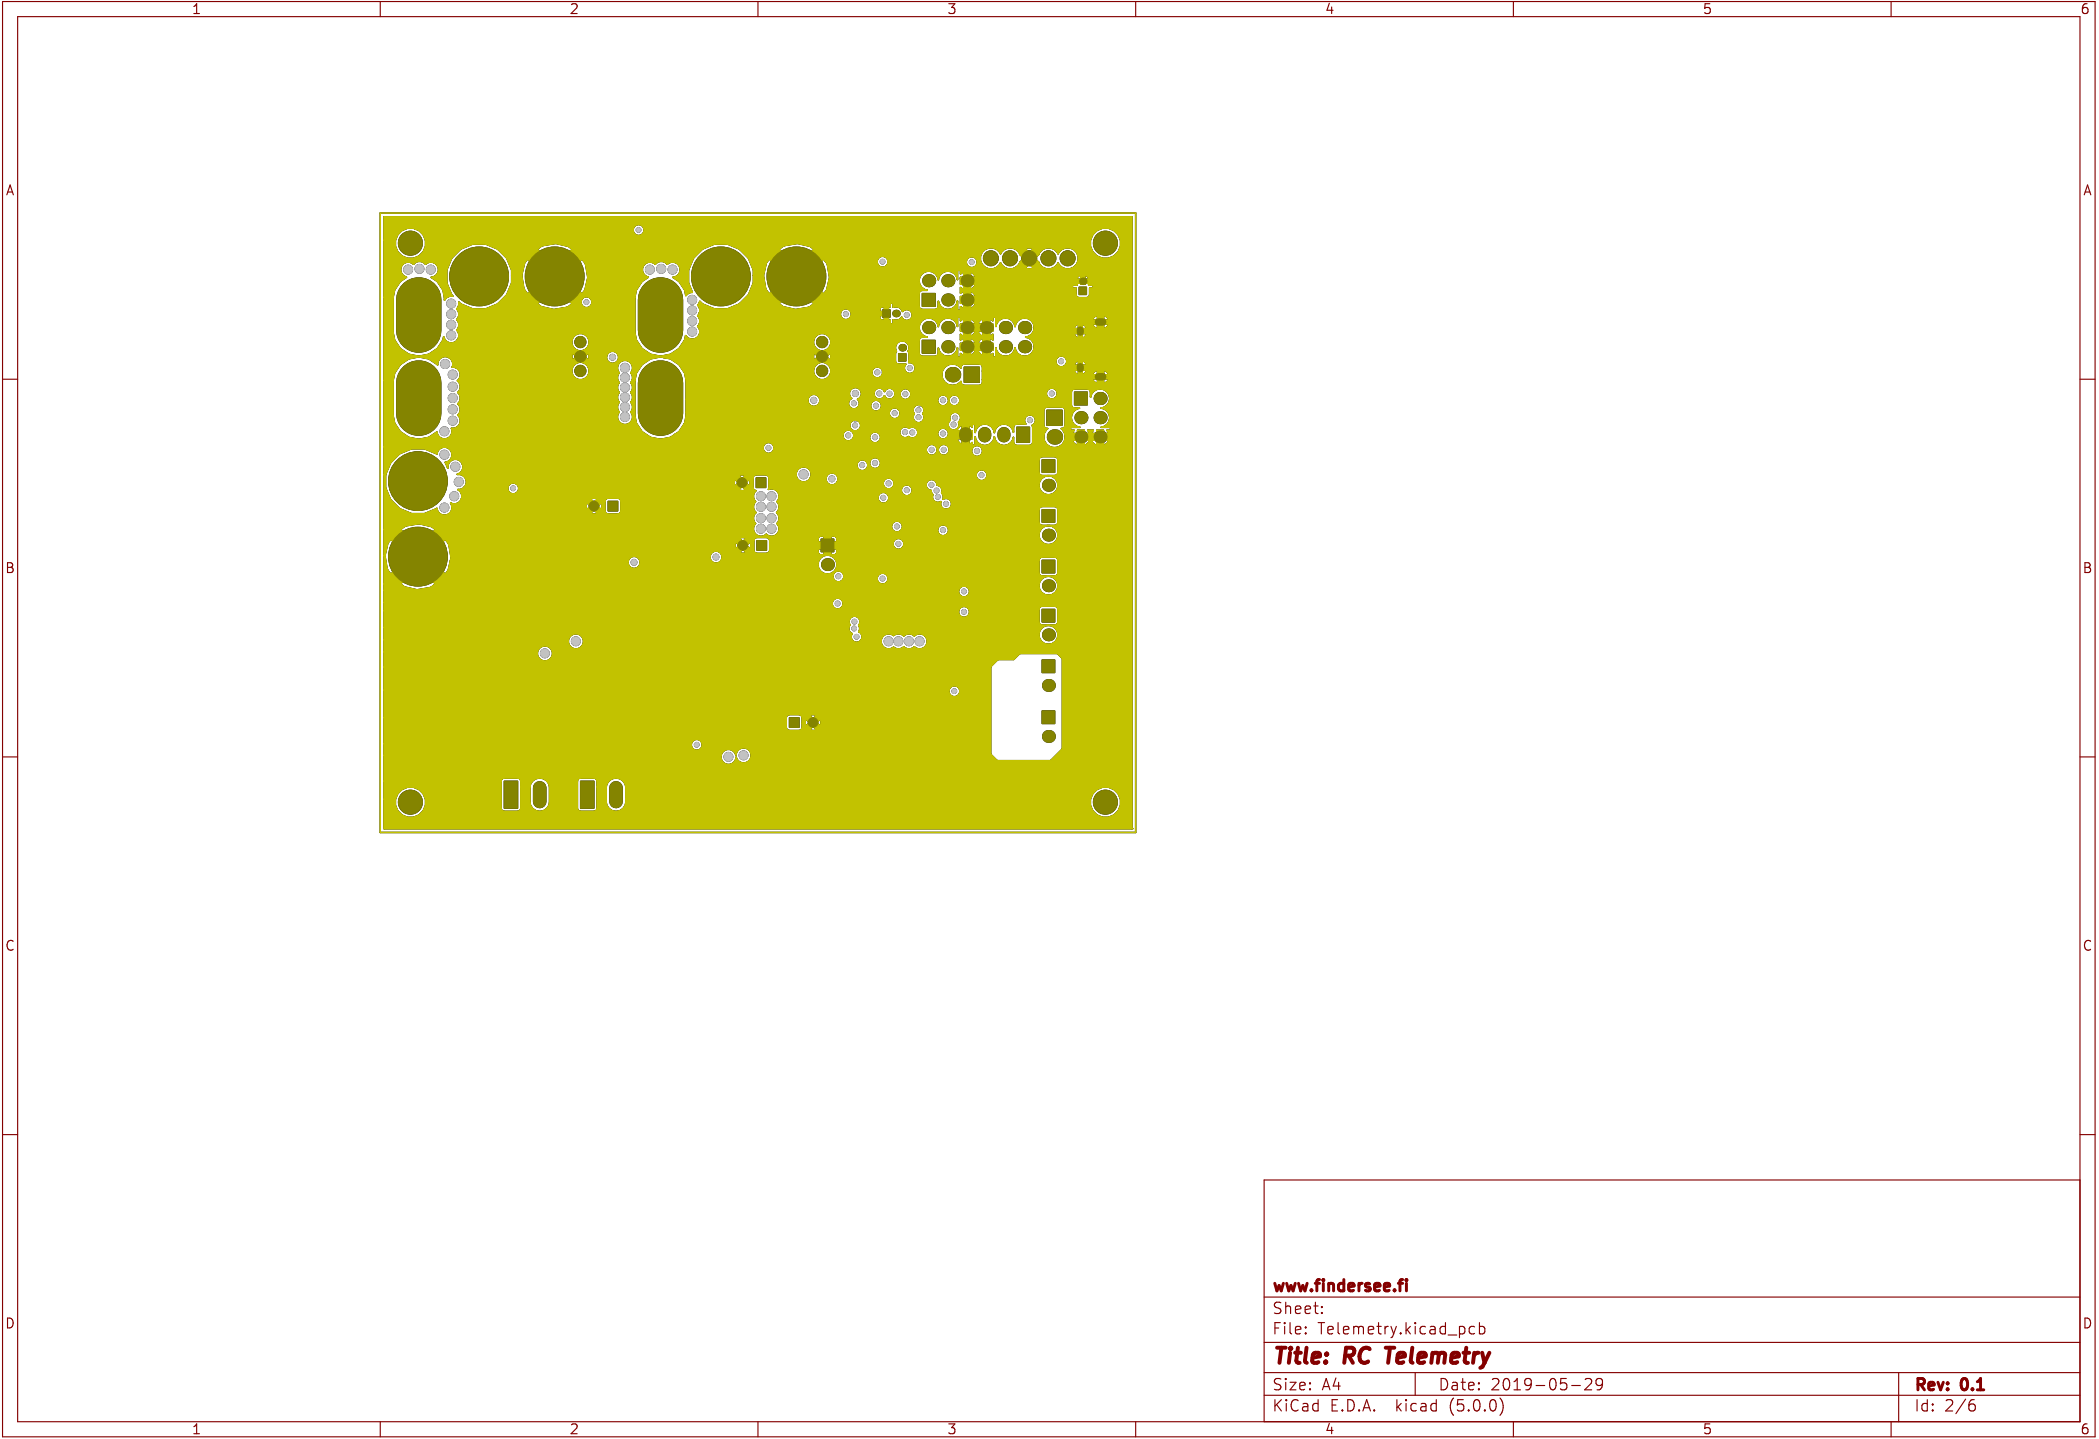 1 2 3 4 5 6
A A
B B
C C
D D
www.findersee.fi
Sheet:
File: Telemetry.kicad_pcb
Title: RC Telemetry
Size: A4 Date: 2019-05-29 Rev: 0.1
KiCad E.D.A. kicad (5.0.0) Id: 2/6
1 2 3 4 5 6